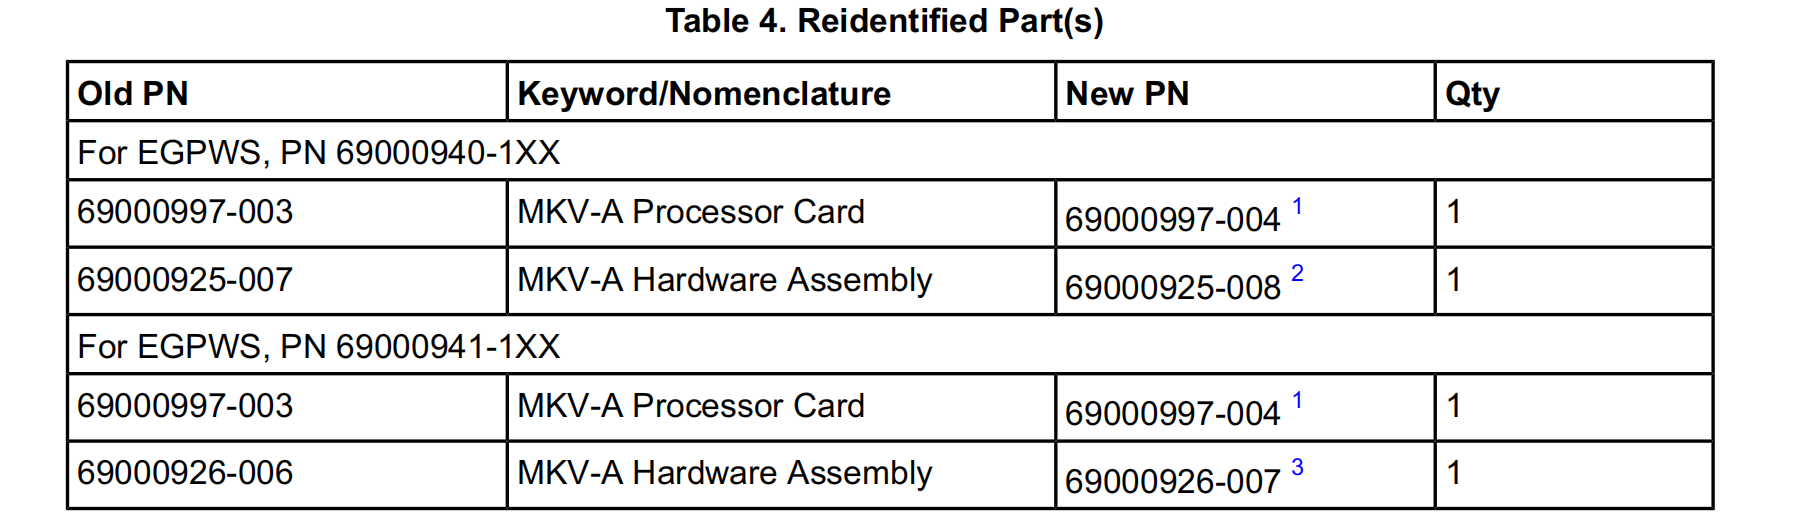 Table 4. Reidentified Part(s)
Old PN Keyword/Nomenclature New PN Qty
For EGPWS, PN 69000940-1XX
69000997-003 MKV-A Processor Card 69000997-004 1 1
69000925-007 MKV-A Hardware Assembly 69000925-008 2 1
For EGPWS, PN 69000941-1XX
69000997-003 MKV-A Processor Card 69000997-004 1 1
69000926-006 MKV-A Hardware Assembly 69000926-007 3 1